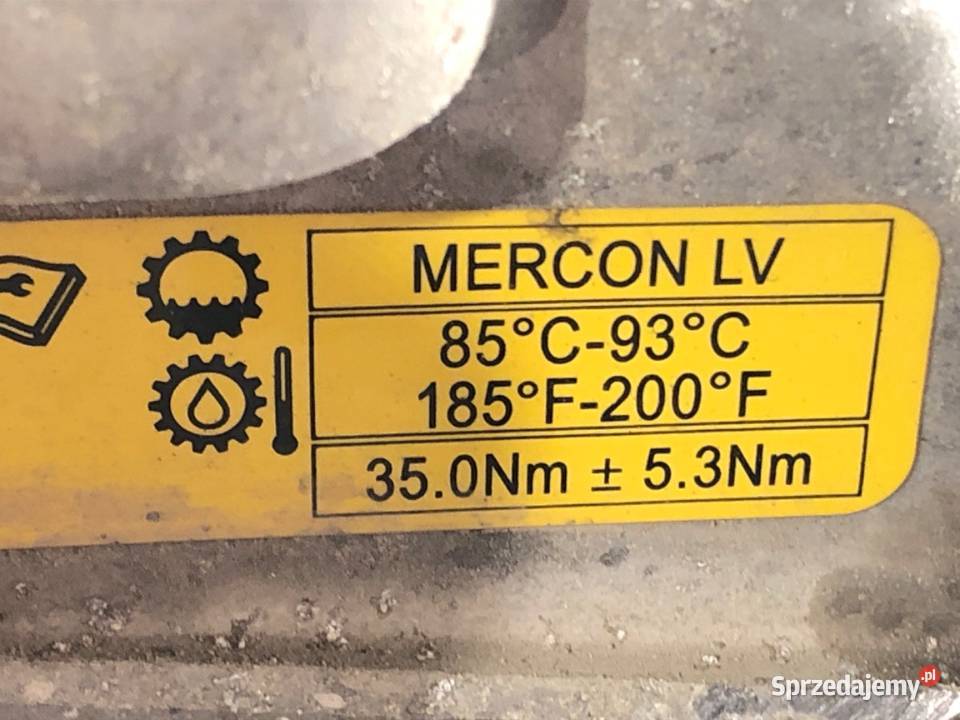 MERCON LV
85°C-93°C
185°F-200°F
35.0Nm ± 5.3Nm
Sprzedajemy.pl